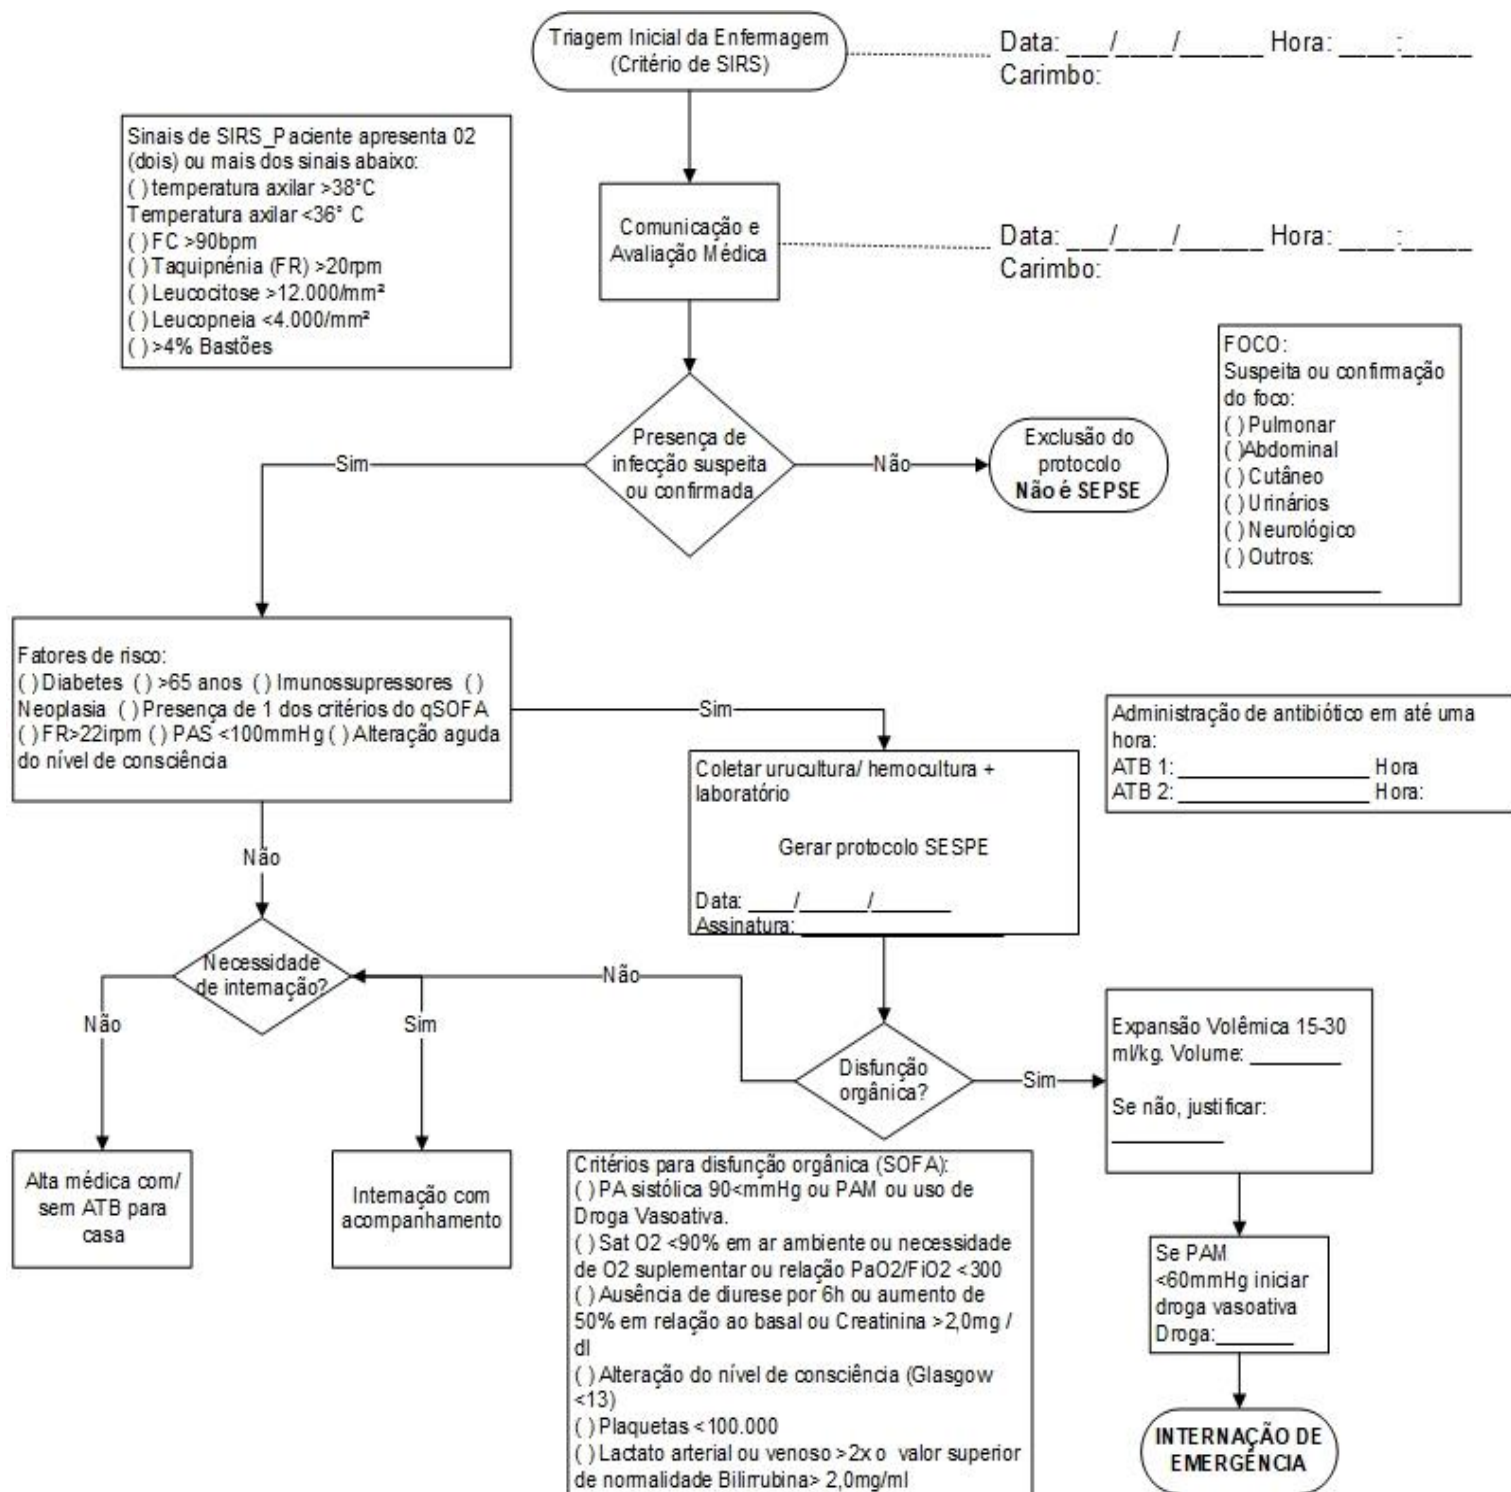 Triagem Inicial da Enfermagem
(Critério de SIRS)
Data: ___/____/______ Hora: ____:_____
Carimbo:
Sinais de SIRS_Paciente apresenta 02
(dois) ou mais dos sinais abaixo:
( ) temperatura axilar >38°C
Temperatura axilar <36° C
( ) FC >90bpm
( ) Taquipnénia (FR) >20rpm
( ) Leucocitose >12.000/mm²
( ) Leucopneia <4.000/mm²
( ) >4% Bastões
Comunicação e
Avaliação Médica
Data: ___/____/______ Hora: ____:_____
Carimbo:
FOCO:
Suspeita ou confirmação
do foco:
( ) Pulmonar
( )Abdominal
( ) Cutâneo
( ) Urinários
( ) Neurológico
( ) Outros:
______________
Presença de
infecção suspeita
ou confirmada
Sim
Não
Exclusão do
protocolo
Não é SEPSE
Fatores de risco:
( ) Diabetes ( ) >65 anos ( ) Imunossupressores ( )
Neoplasia ( ) Presença de 1 dos critérios do qSOFA
( ) FR>22irpm ( ) PAS <100mmHg ( ) Alteração aguda
do nível de consciência
Sim
Não
Coletar urucultura/ hemocultura +
laboratório
Gerar protocolo SESPE
Data: ____/______/_______
Assinatura: __________________
Administração de antibiótico em até uma
hora:
ATB 1: _________________ Hora
ATB 2: _________________ Hora:
Necessidade
de internação?
Não
Sim
Não
Disfunção
orgânica?
Sim
Expansão Volêmica 15-30
ml/kg. Volume: ________
Se não, justificar:
__________
Alta médica com/
sem ATB para
casa
Internação com
acompanhamento
Critérios para disfunção orgânica (SOFA):
( ) PA sistólica 90<mmHg ou PAM ou uso de
Droga Vasoativa.
( ) Sat O2 <90% em ar ambiente ou necessidade
de O2 suplementar ou relação PaO2/FiO2 <300
( ) Ausência de diurese por 6h ou aumento de
50% em relação ao basal ou Creatinina >2,0mg /
dl
( ) Alteração do nível de consciência (Glasgow
<13)
( ) Plaquetas <100.000
( ) Lactato arterial ou venoso >2x o valor superior
de normalidade Bilirrubina> 2,0mg/ml
Se PAM
<60mmHg iniciar
droga vasoativa
Droga:_______
INTERNAÇÃO DE
EMERGÊNCIA